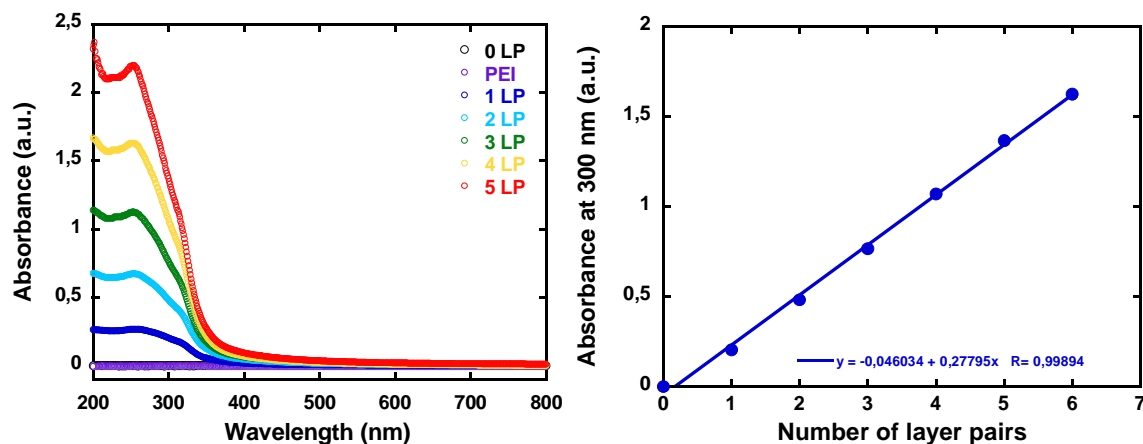 2,5
2
1,5
1
0,5
0
200
300
400
500
600
700
800
Absorbance (a.u.)
Wavelength (nm)
0 LP
PEI
1 LP
2 LP
3 LP
4 LP
5 LP
2
1,5
1
0,5
0
0
1
2
3
4
5
6
7
Absorbance at 300 nm (a.u.)
Number of layer pairs
y = -0,046034 + 0,27795x R= 0,99894